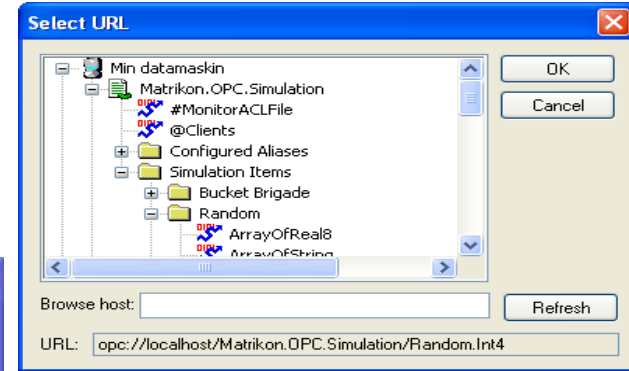 Select URL
Min datamaskin
Matrikon.OPC.Simulation
#MonitorACLFile
@Clients
Configured Aliases
Simulation Items
Bucket Brigade
Random
ArrayOfReal8
ArrayOfString
OK
Cancel
Browse host:
Refresh
URL: opc://localhost/Matrikon.OPC.Simulation/Random.Int4